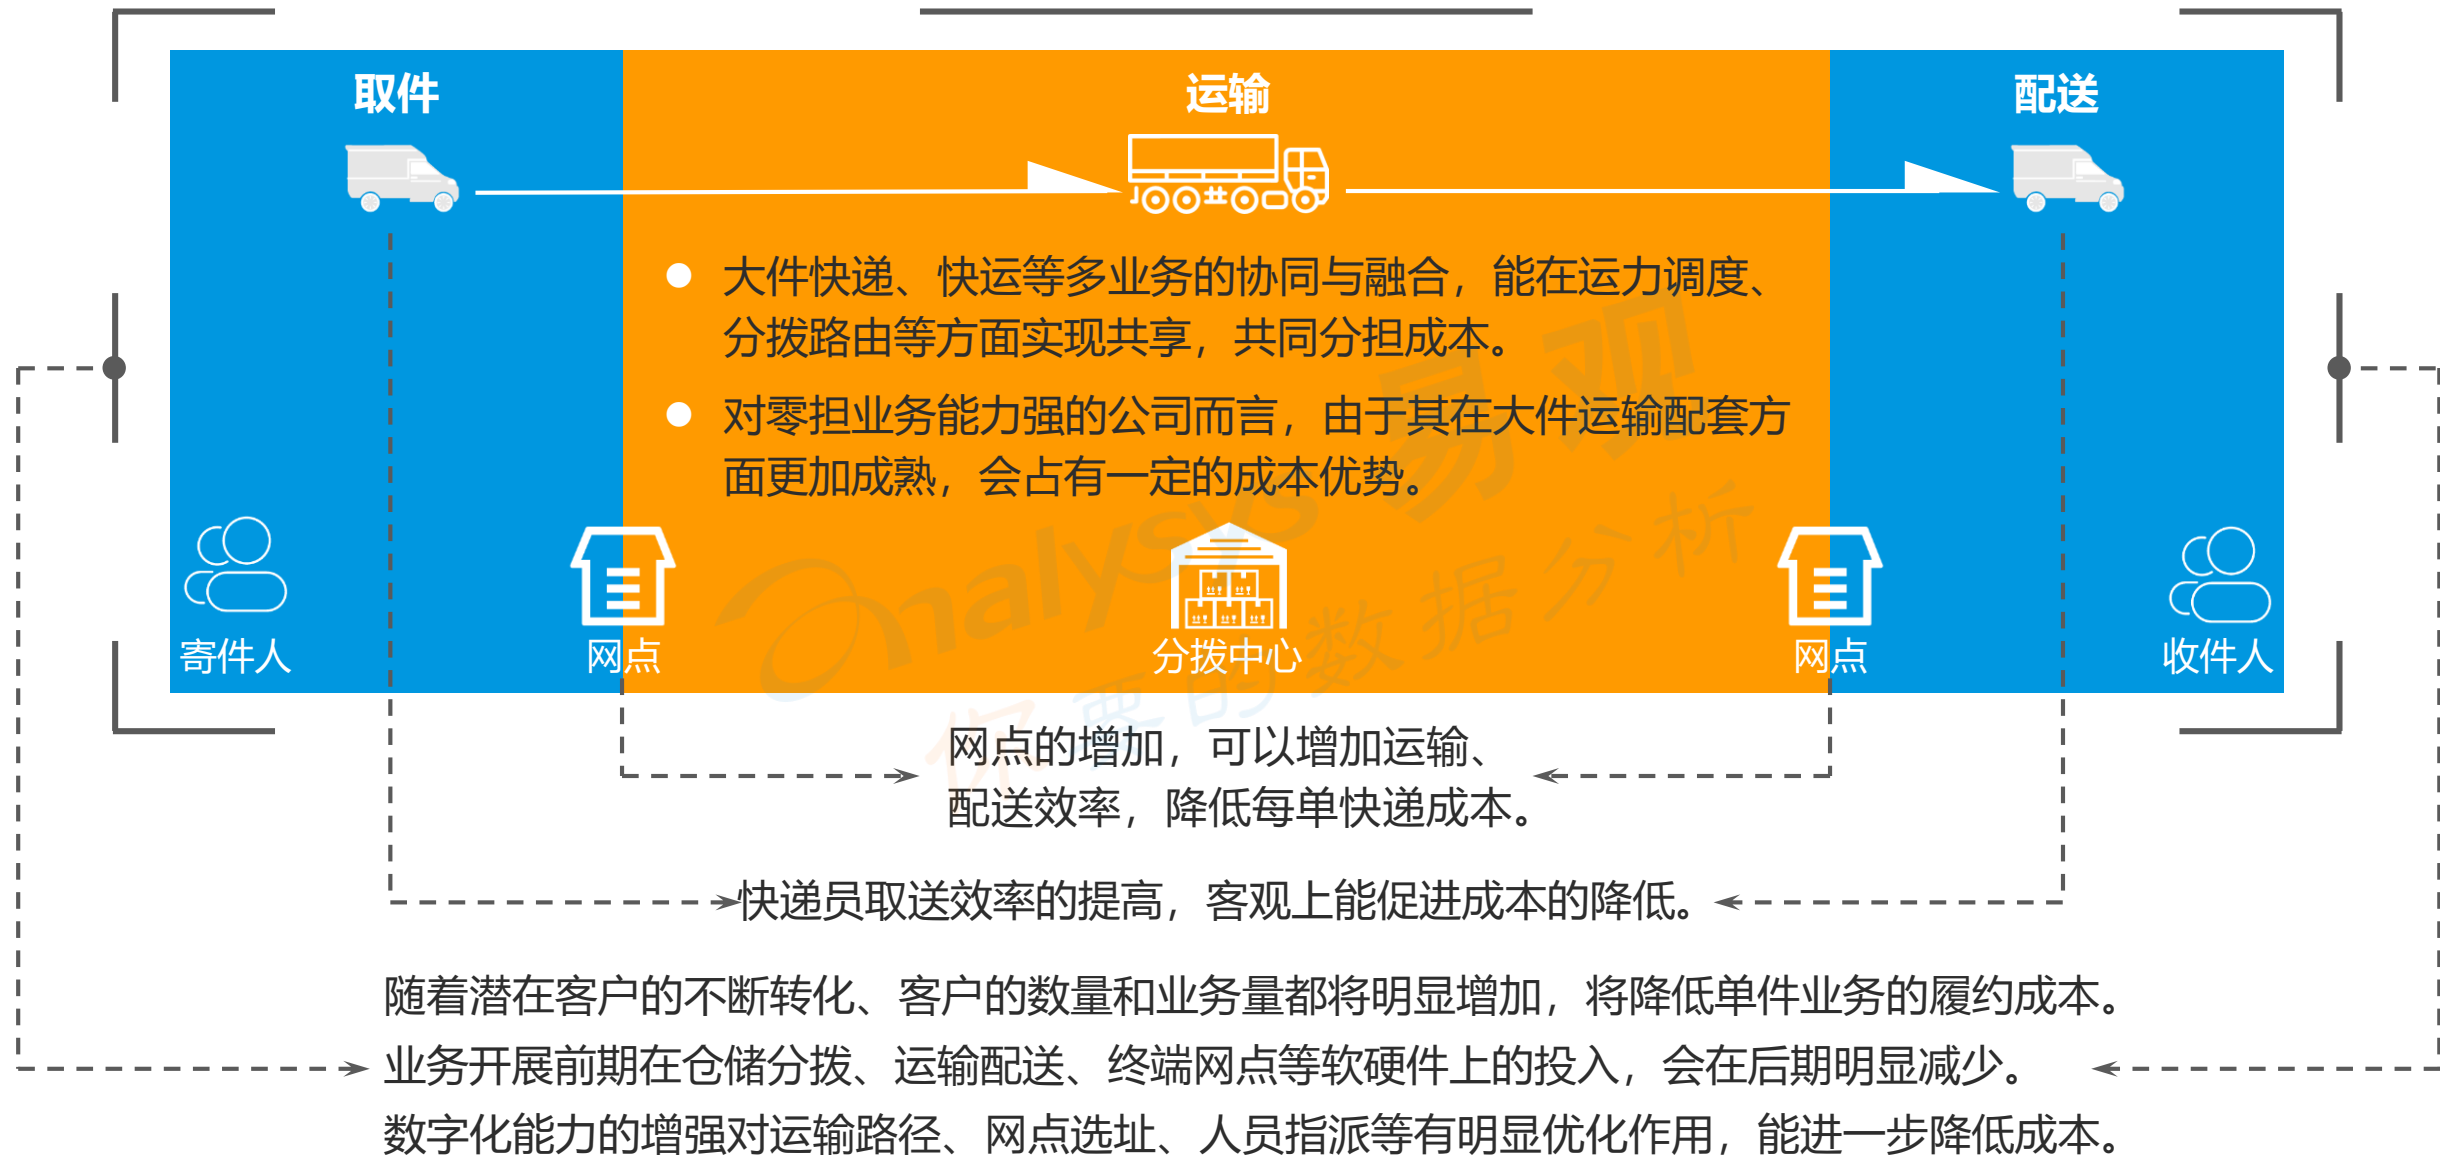 取件
运输
配送
大件快递、快运等多业务的协同与融合，能在运力调度、
分拨路由等方面实现共享，共同分担成本。
对零担业务能力强的公司而言，由于其在大件运输配套方
面更加成熟，会占有一定的成本优势。
寄件人
网点
分拨中心
网点
收件人
analysys 易观
你要的数据分析
网点的增加，可以增加运输、
配送效率，降低每单快递成本。
快递员取送效率的提高，客观上能促进成本的降低。
随着潜在客户的不断转化、客户的数量和业务量都将明显增加，将降低单件业务的履约成本。
业务开展前期在仓储分拨、运输配送、终端网点等软硬件上的投入，会在后期明显减少。
数字化能力的增强对运输路径、网点选址、人员指派等有明显优化作用，能进一步降低成本。